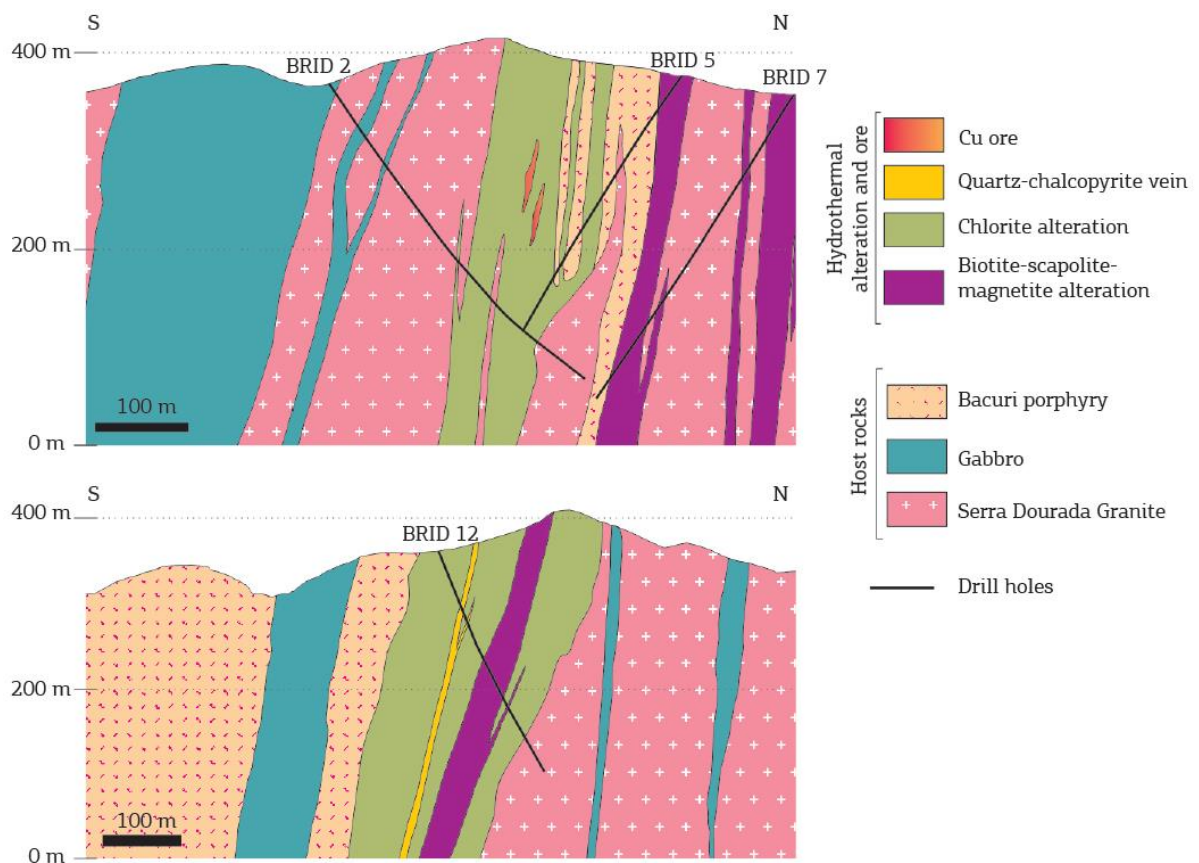 S
N
400 m
BRID 2
BRID 5
BRID 7
200 m
100 m
0 m
S
N
400 m
BRID 12
200 m
100 m
0 m
Hydrothermal
alteration and ore
Cu ore
Quartz-chalcopyrite vein
Chlorite alteration
Biotite-scapolite-
magnetite alteration
Host rocks
Bacuri porphyry
Gabbro
Serra Dourada Granite
Drill holes